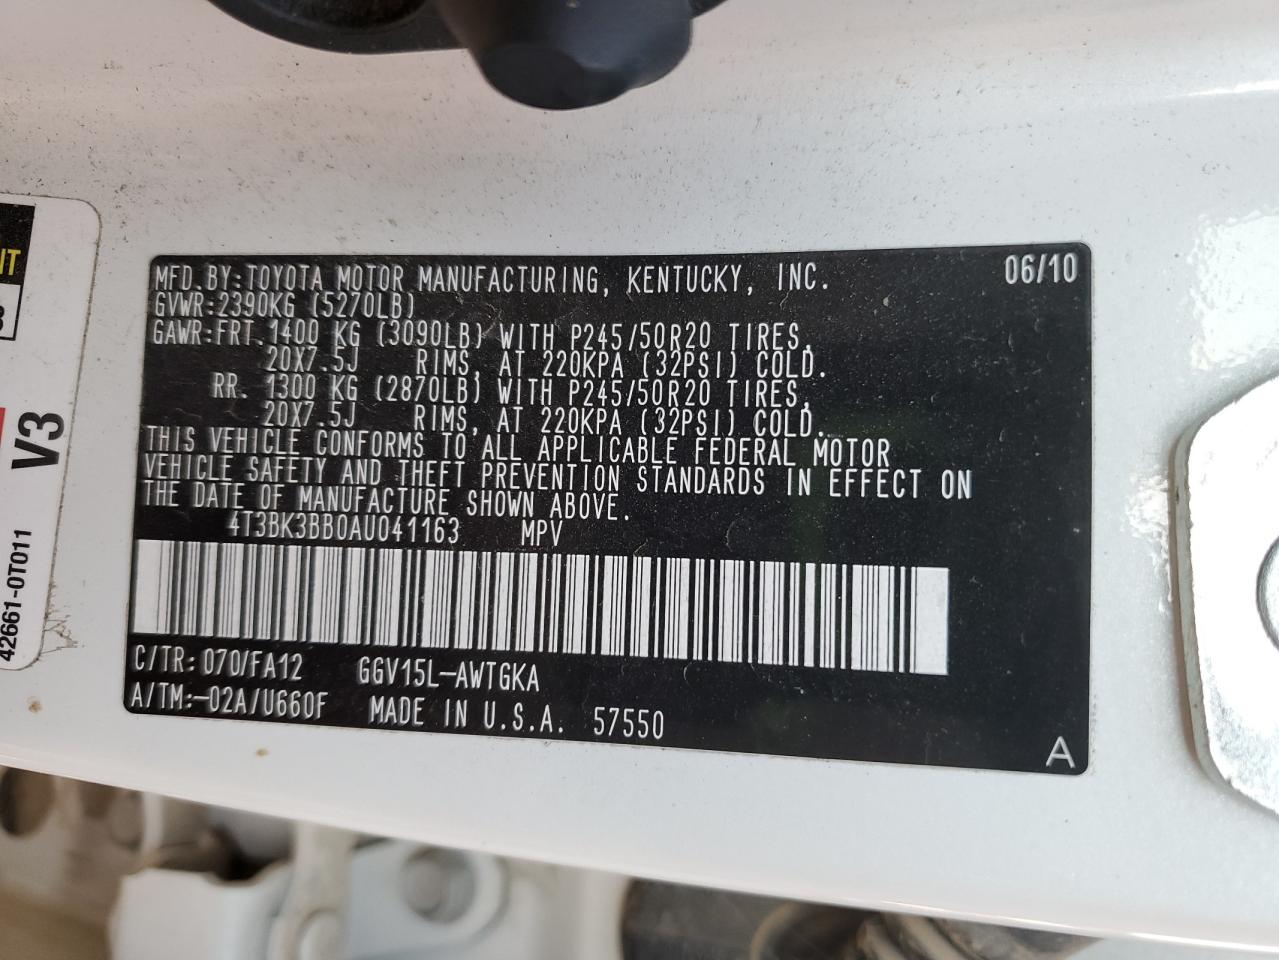 MFD.BY:TOYOTA MOTOR MANUFACTURING, KENTUCKY, INC. 06/10
GVWR:2390KG (5270LB)
GAWR:FRT.1400 KG (3090LB) WITH P245/50R20 TIRES,
20X7.5J RIMS, AT 220KPA (32PSI) COLD.
RR. 1300 KG (2870LB) WITH P245/50R20 TIRES,
20X7.5J RIMS, AT 220KPA (32PSI) COLD.
THIS VEHICLE CONFORMS TO ALL APPLICABLE FEDERAL MOTOR
VEHICLE SAFETY AND THEFT PREVENTION STANDARDS IN EFFECT ON
THE DATE OF MANUFACTURE SHOWN ABOVE.
4T3BK3BB0AU041163 MPV
C/TR:070/FA12 GGV15L-AWTGKA
A/TM:-02A/U660F MADE IN U.S.A. 57550
A
V3
42661-0T011